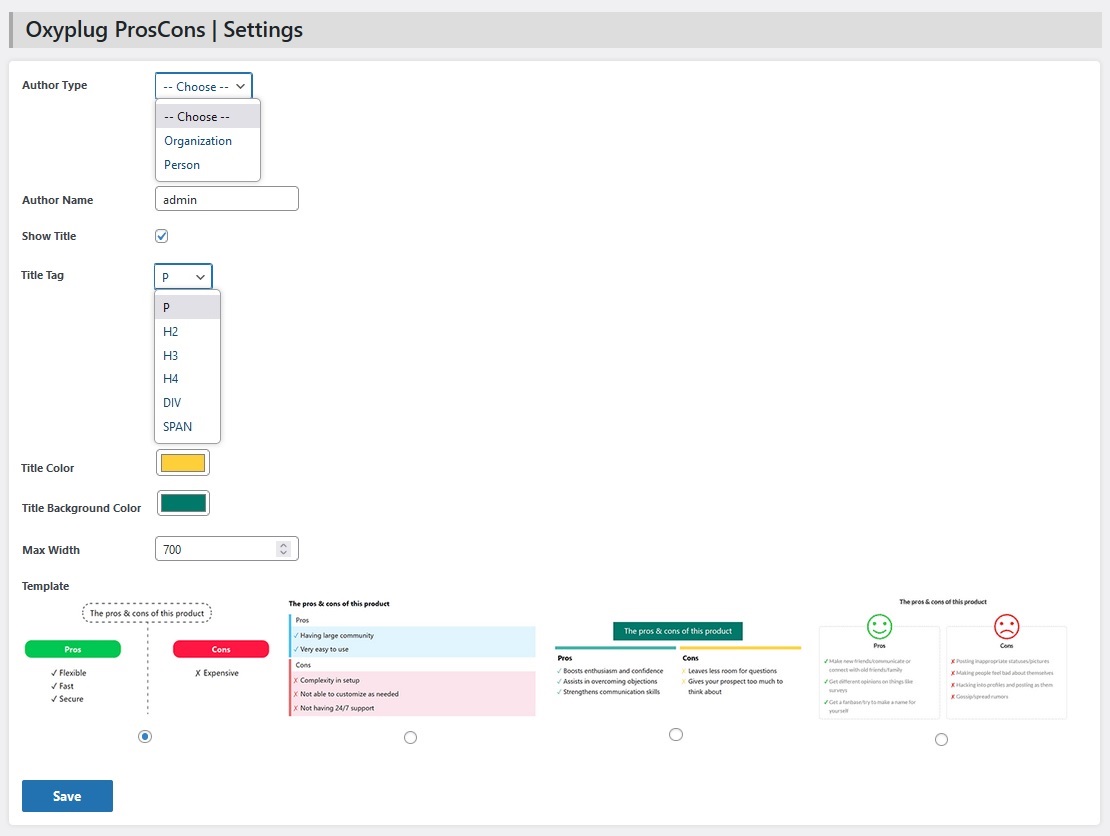 Oxyplug ProsCons | Settings
Author Type
-- Choose --
-- Choose --
Organization
Person
Author Name
admin
Show Title
Title Tag
P
P
H2
H3
H4
DIV
SPAN
Title Color
Title Background Color
Max Width
700
Template
The pros & cons of this product
Pros
Cons
✓ Flexible
✓ Fast
✓ Secure
✗ Expensive
The pros & cons of this product
Pros
✓ Having large community
✓ Very easy to use
Cons
✗ Complexity in setup
✗ Not able to customize as needed
✗ Not having 24/7 support
The pros & cons of this product
Pros
✓ Boosts enthusiasm and confidence
✓ Assists in overcoming objections
✓ Strengthens communication skills
Cons
✗ Leaves less room for questions
✗ Gives your prospect too much to
think about
The pros & cons of this product
Pros
✓ Make new friends/communicate or
connect with old friends/family
✓ Get different opinions on things like
surveys
✓ Get a fanbase/try to make a name for
yourself
Cons
✗ Posting inappropriate statuses/pictures
✗ Making people feel bad about themselves
✗ Hacking into profiles and posting as them
✗ Gossip/spread rumors
Save